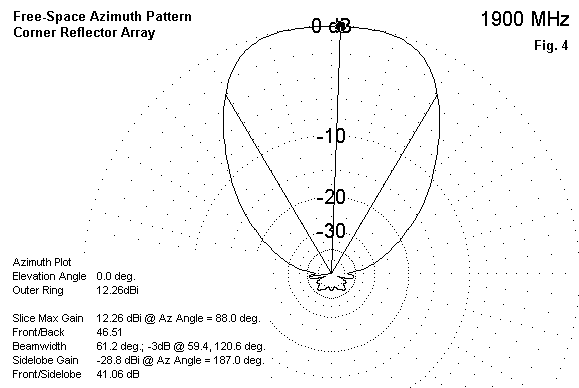 Free-Space Azimuth Pattern
Corner Reflector Array
0 dB
1900 MHz
Fig. 4
-10
-20
-30
Azimuth Plot
Elevation Angle 0.0 deg.
Outer Ring 12.26dBi
Slice Max Gain 12.26 dBi @ Az Angle = 88.0 deg.
Front/Back 46.51
Beamwidth 61.2 deg.; -3dB @ 59.4, 120.6 deg.
Sidelobe Gain -28.8 dBi @ Az Angle = 187.0 deg.
Front/Sidelobe 41.06 dB